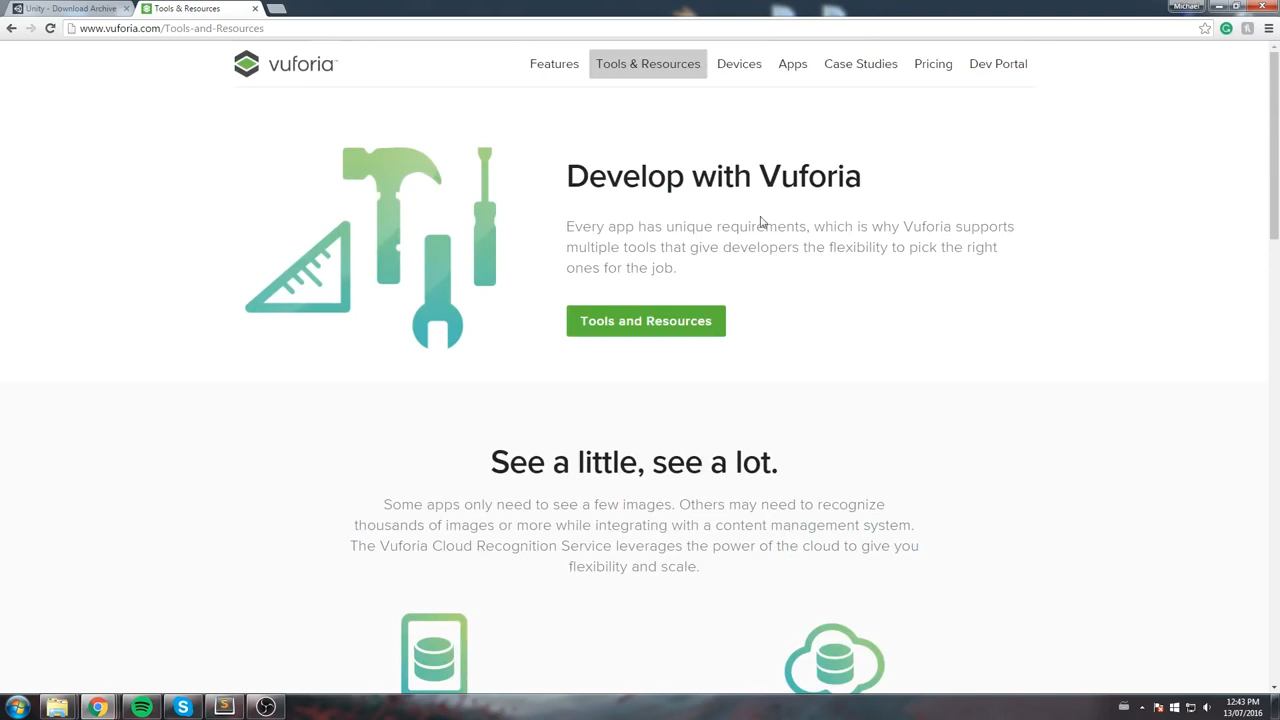 Michael
Unity - Download Archive
Tools & Resources
www.vuforia.com/Tools-and-Resources
vuforia™
Features
Tools & Resources
Devices
Apps
Case Studies
Pricing
Dev Portal
Develop with Vuforia
Every app has unique requirements, which is why Vuforia supports
multiple tools that give developers the flexibility to pick the right
ones for the job.
Tools and Resources
See a little, see a lot.
Some apps only need to see a few images. Others may need to recognize
thousands of images or more while integrating with a content management system.
The Vuforia Cloud Recognition Service leverages the power of the cloud to give you
flexibility and scale.
12:43 PM
13/07/2016